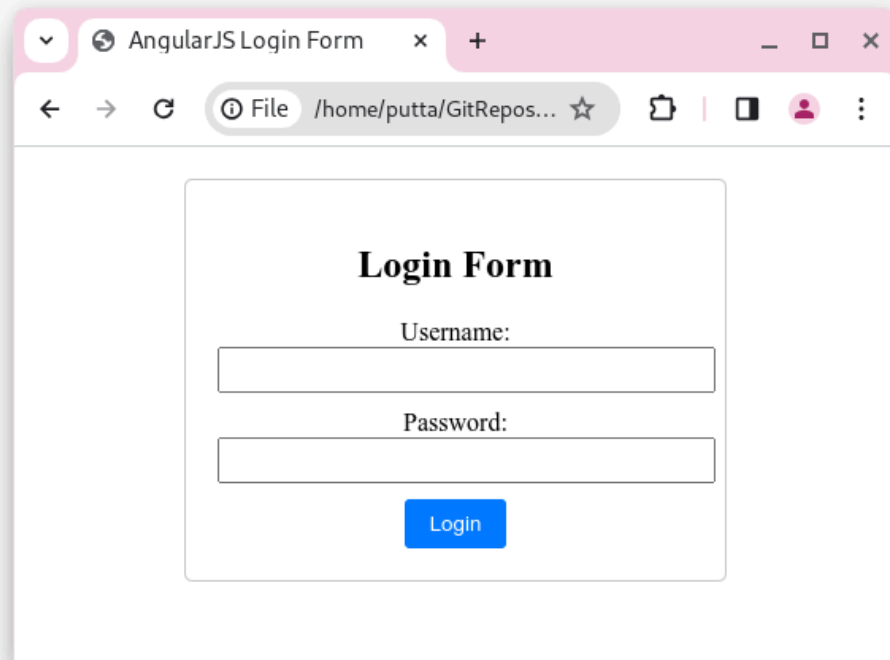 AngularJS Login Form
File /home/putta/GitRepos...
Login Form
Username:
Password:
Login